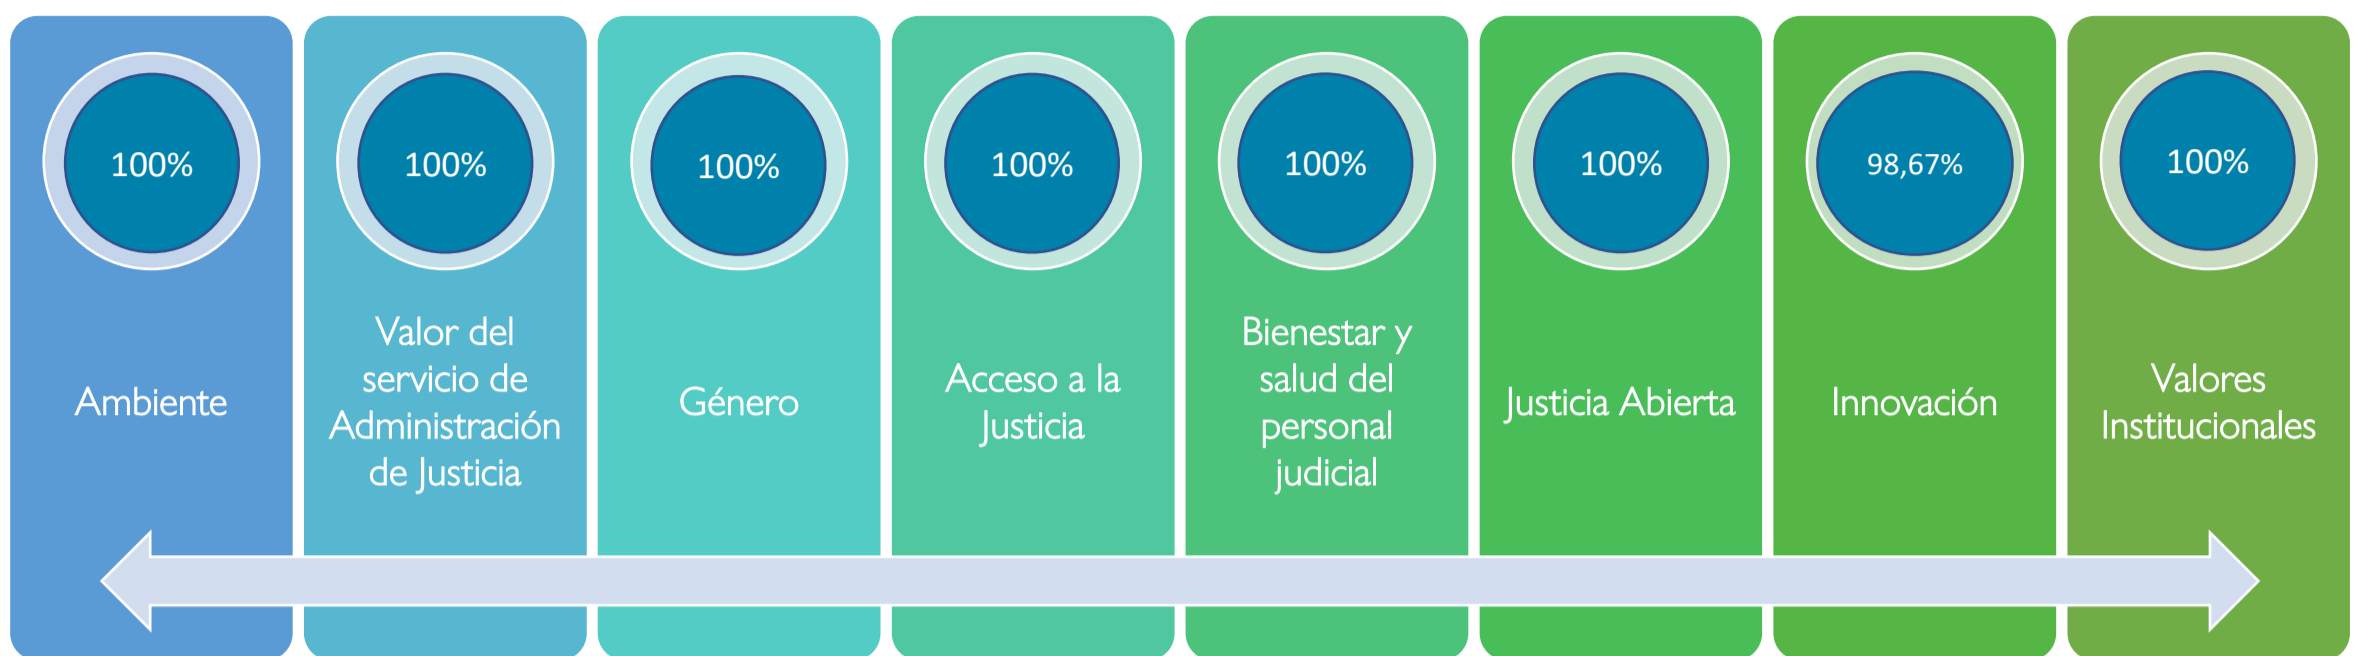 100%
Ambiente
100%
Valor del
servicio de
Administración
de Justicia
100%
Género
100%
Acceso a la
Justicia
100%
Bienestar y
salud del
personal
judicial
100%
Justicia Abierta
98,67%
Innovación
100%
Valores
Institucionales